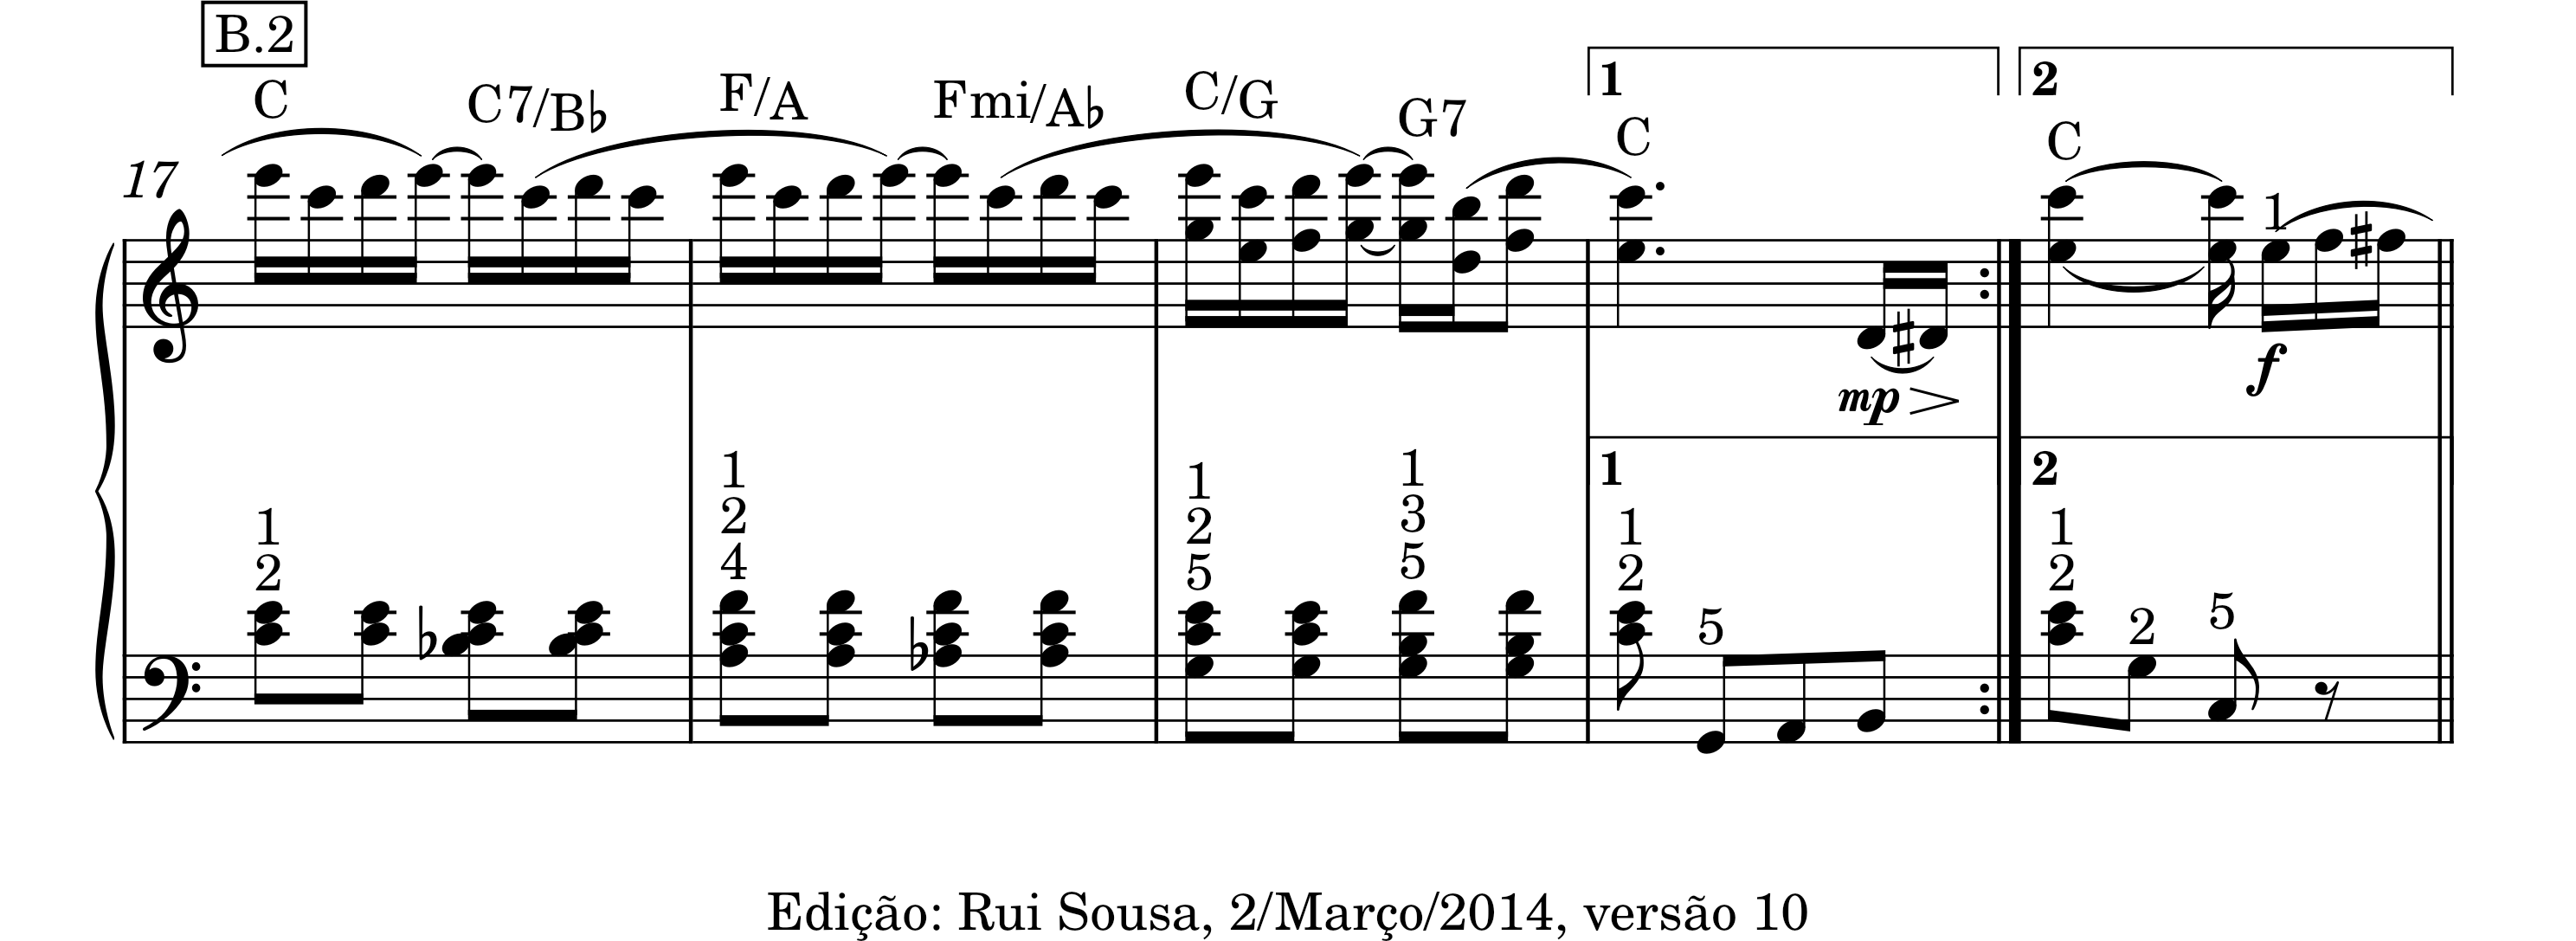 B.2
C C7/B♭ F/A Fmi/A♭ C/G G7 1 C 2 C
17
1
mp f
1 2 1 2 4 1 2 5 1 3 5 1 1 2 5 2 1 2 2 5
Edição: Rui Sousa, 2/Março/2014, versão 10